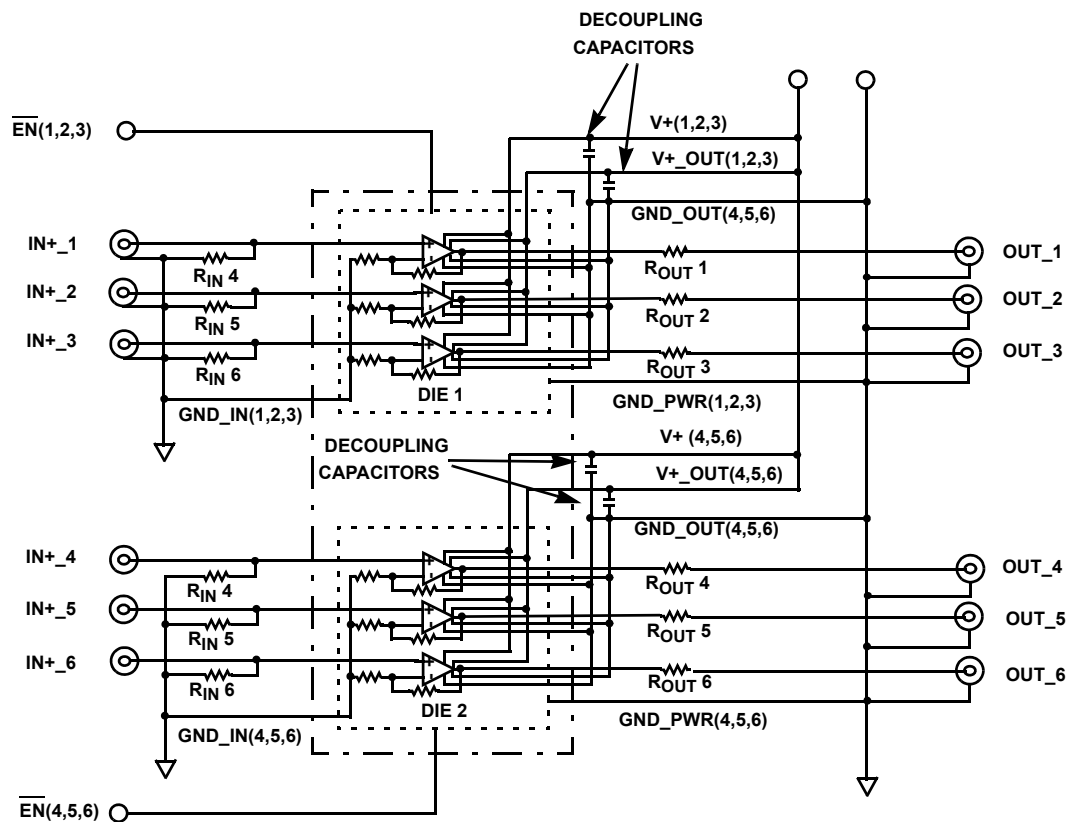 DECOUPLING
CAPACITORS
EN(1,2,3)
V+(1,2,3)
V+_OUT(1,2,3)
GND_OUT(4,5,6)
IN+_1
RIN 4
ROUT 1
OUT_1
IN+_2
RIN 5
ROUT 2
OUT_2
IN+_3
RIN 6
ROUT 3
OUT_3
DIE 1
GND_IN(1,2,3)
GND_PWR(1,2,3)
DECOUPLING
CAPACITORS
V+ (4,5,6)
V+_OUT(4,5,6)
GND_OUT(4,5,6)
IN+_4
RIN 4
ROUT 4
OUT_4
IN+_5
RIN 5
ROUT 5
OUT_5
IN+_6
RIN 6
ROUT 6
OUT_6
DIE 2
GND_IN(4,5,6)
GND_PWR(4,5,6)
EN(4,5,6)